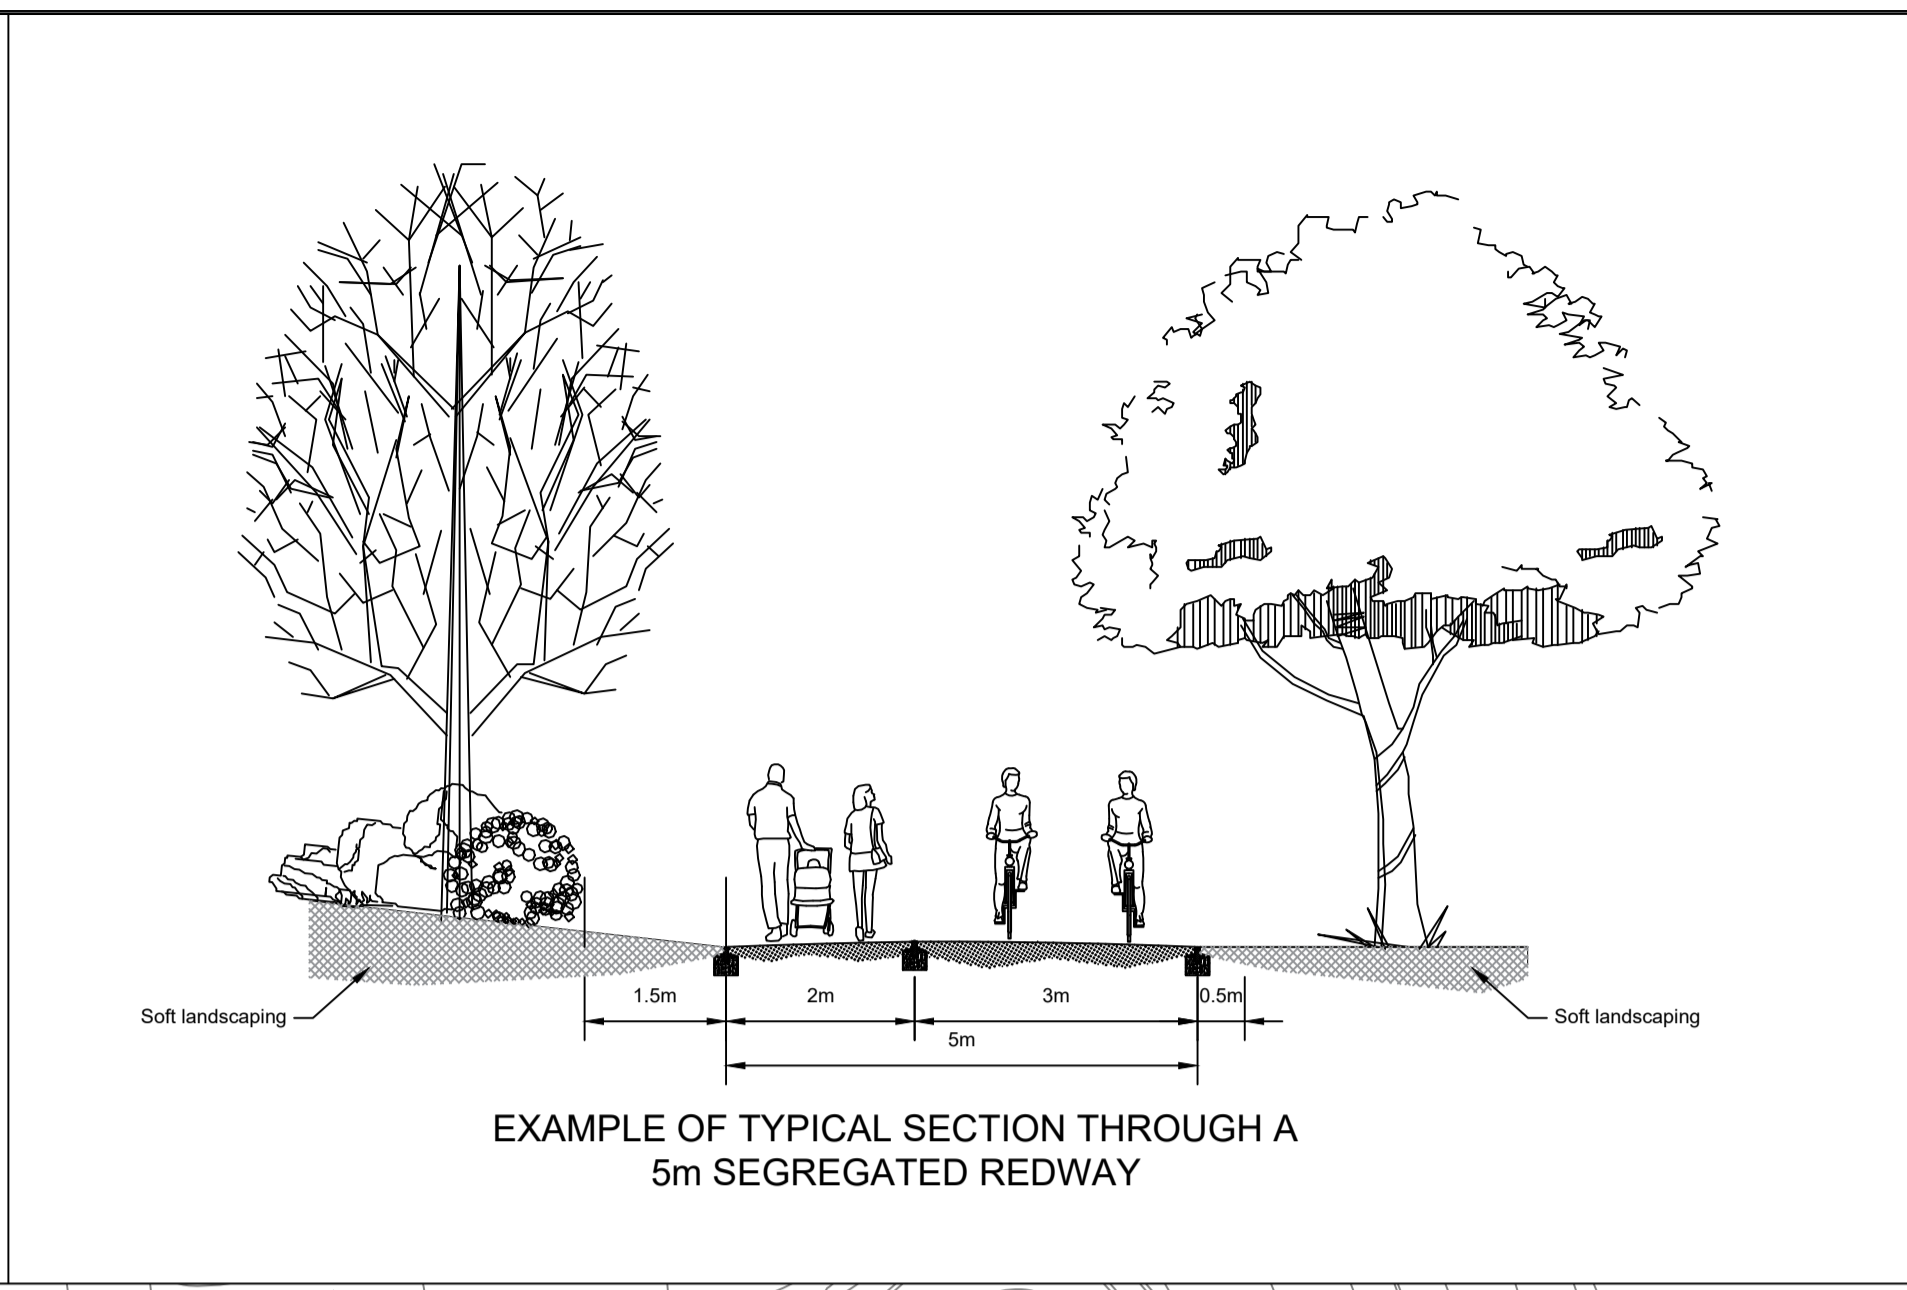 1.5m
2m
3m
0.5m
Soft landscaping
Soft landscaping
5m
EXAMPLE OF TYPICAL SECTION THROUGH A
5m SEGREGATED REDWAY